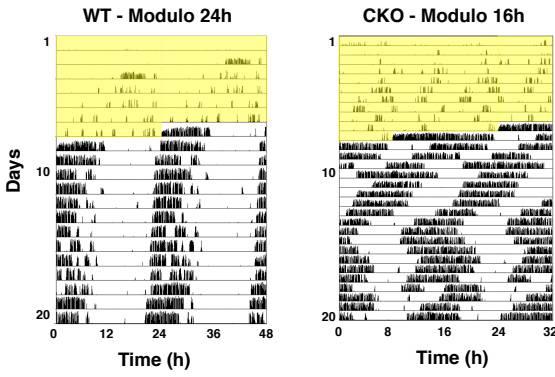 WT - Modulo 24h
CKO - Modulo 16h
1
10
20
Days
0 12 24 36 48
Time (h)
1
10
20
0 8 16 24 32
Time (h)